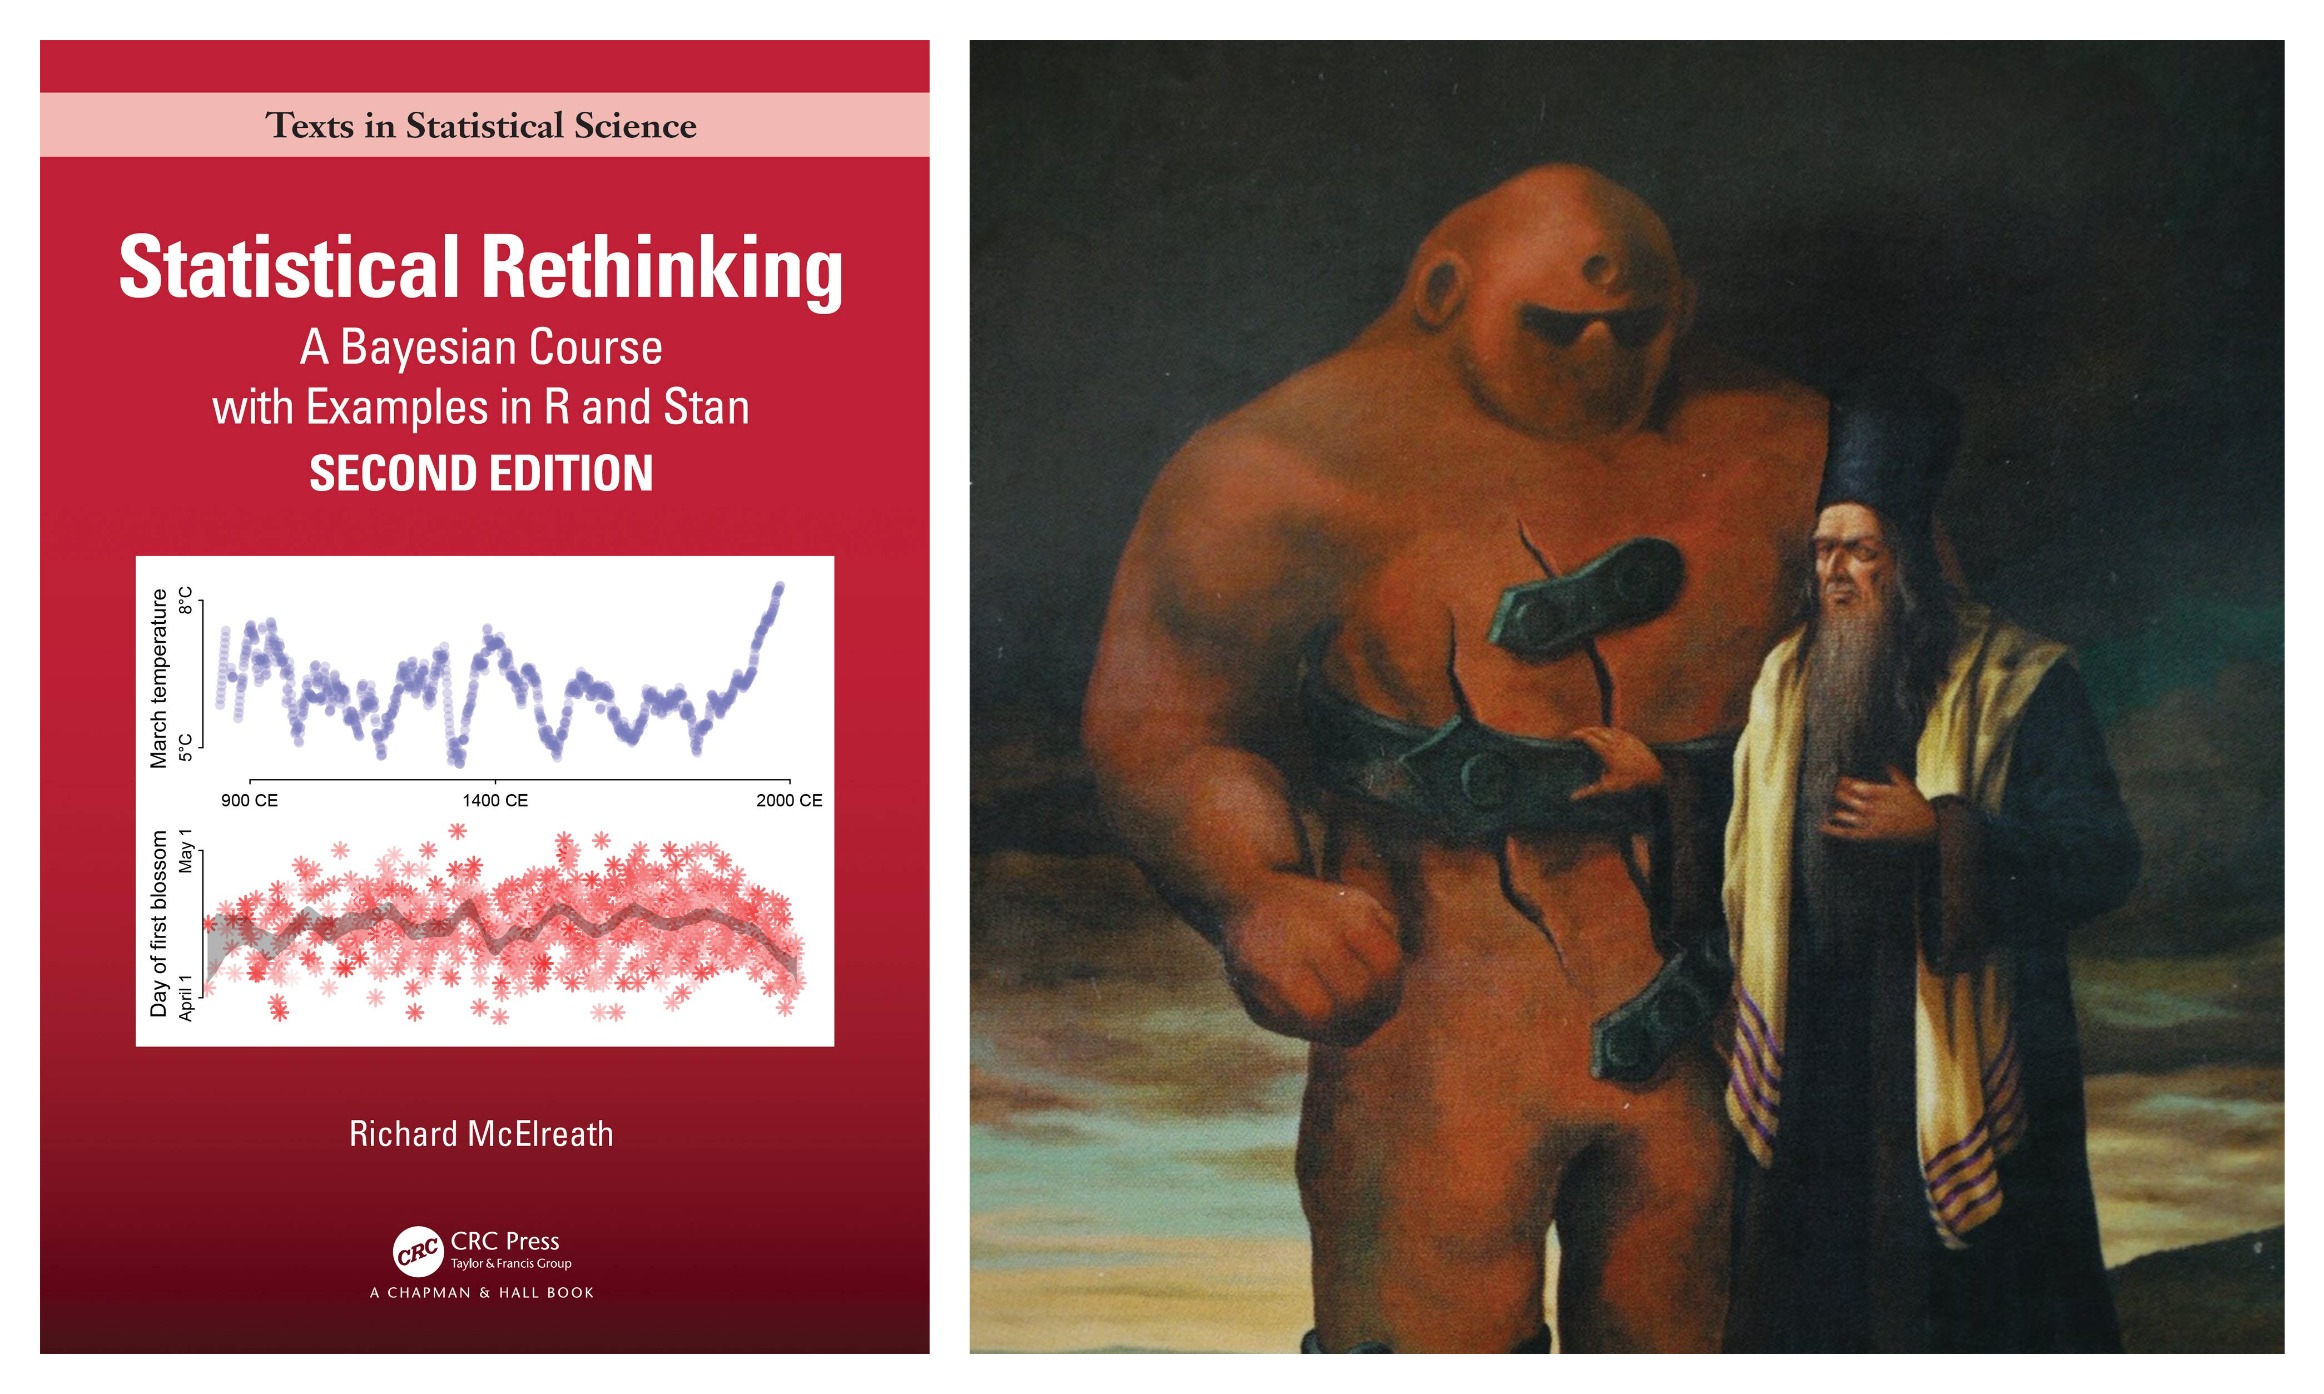 Texts in Statistical Science
Statistical Rethinking
A Bayesian Course
with Examples in R and Stan
SECOND EDITION
March temperature
8°C
5°C
900 CE
1400 CE
2000 CE
Day of first blossom
May 1
April 1
Richard McElreath
CRC
CRC Press
Taylor & Francis Group
A CHAPMAN & HALL BOOK